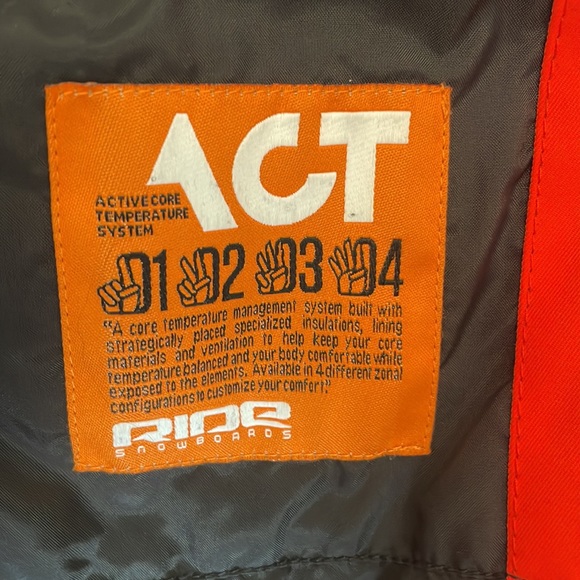 ACT
ACTIVE CORE
TEMPERATURE
SYSTEM
01 02 03 04
"A core temperature management system built with
strategically placed specialized insulations, lining
materials and ventilation to help keep your core
temperature balanced and your body comfortable while
exposed to the elements. Available in 4 different zonal
configurations to customize your comfort."
RIDE
SNOWBOARDS